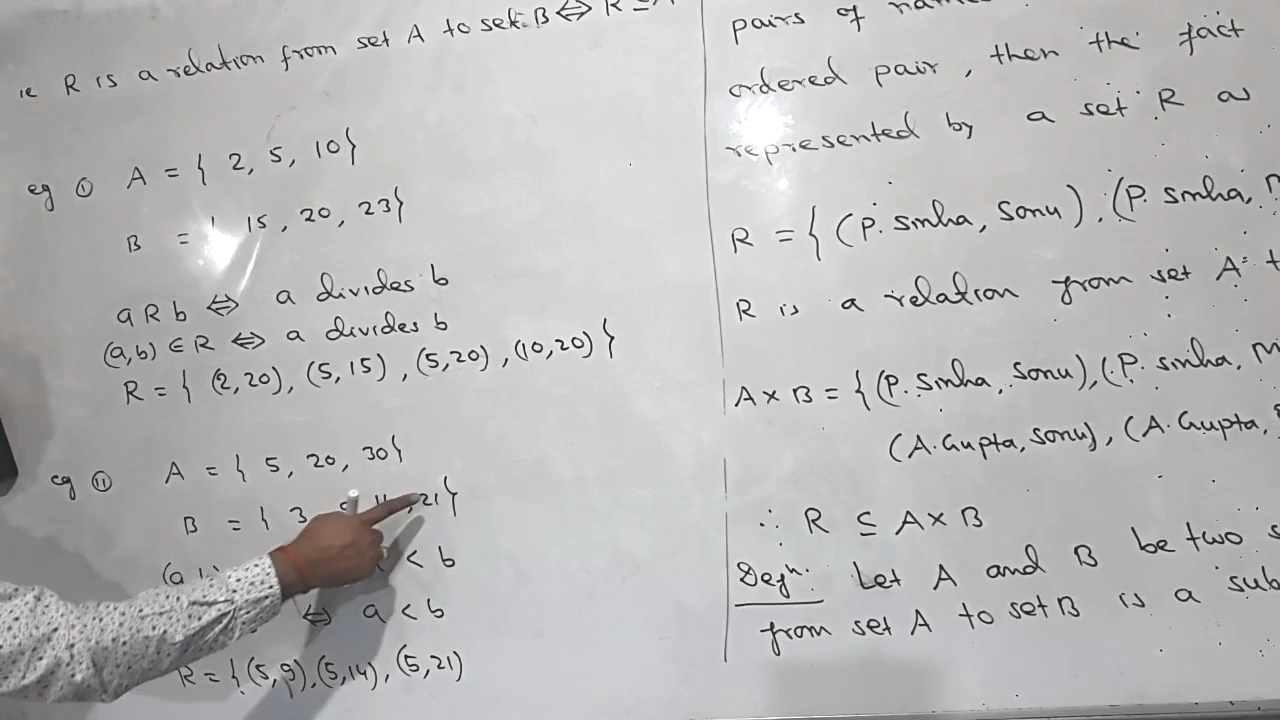 ie R is a relation from set A to set B ⇔ R ⊆
eg ① A = { 2, 5, 10}
B = 15, 20, 23}
a R b ⇔ a divides b
(a,b) ∈ R ⇔ a divides b
R = { (2,20), (5,15), (5,20), (10,20) }
eg ② A = { 5, 20, 30}
B = { 3 , 21}
< b
⇔ a < b
R = { (5,9), (5,14), (5,21)
pairs of
ordered pair, then the fact
represented by a set R as
R = { (P. Sinha, Sonu), (P. Sinha,
R is a relation from set A
A × B = { (P. Sinha, Sonu), (P. Sinha,
(A. Gupta, Sonu), (A. Gupta,
∴ R ⊆ A × B
Defn. Let A and B be two
from set A to set B is a